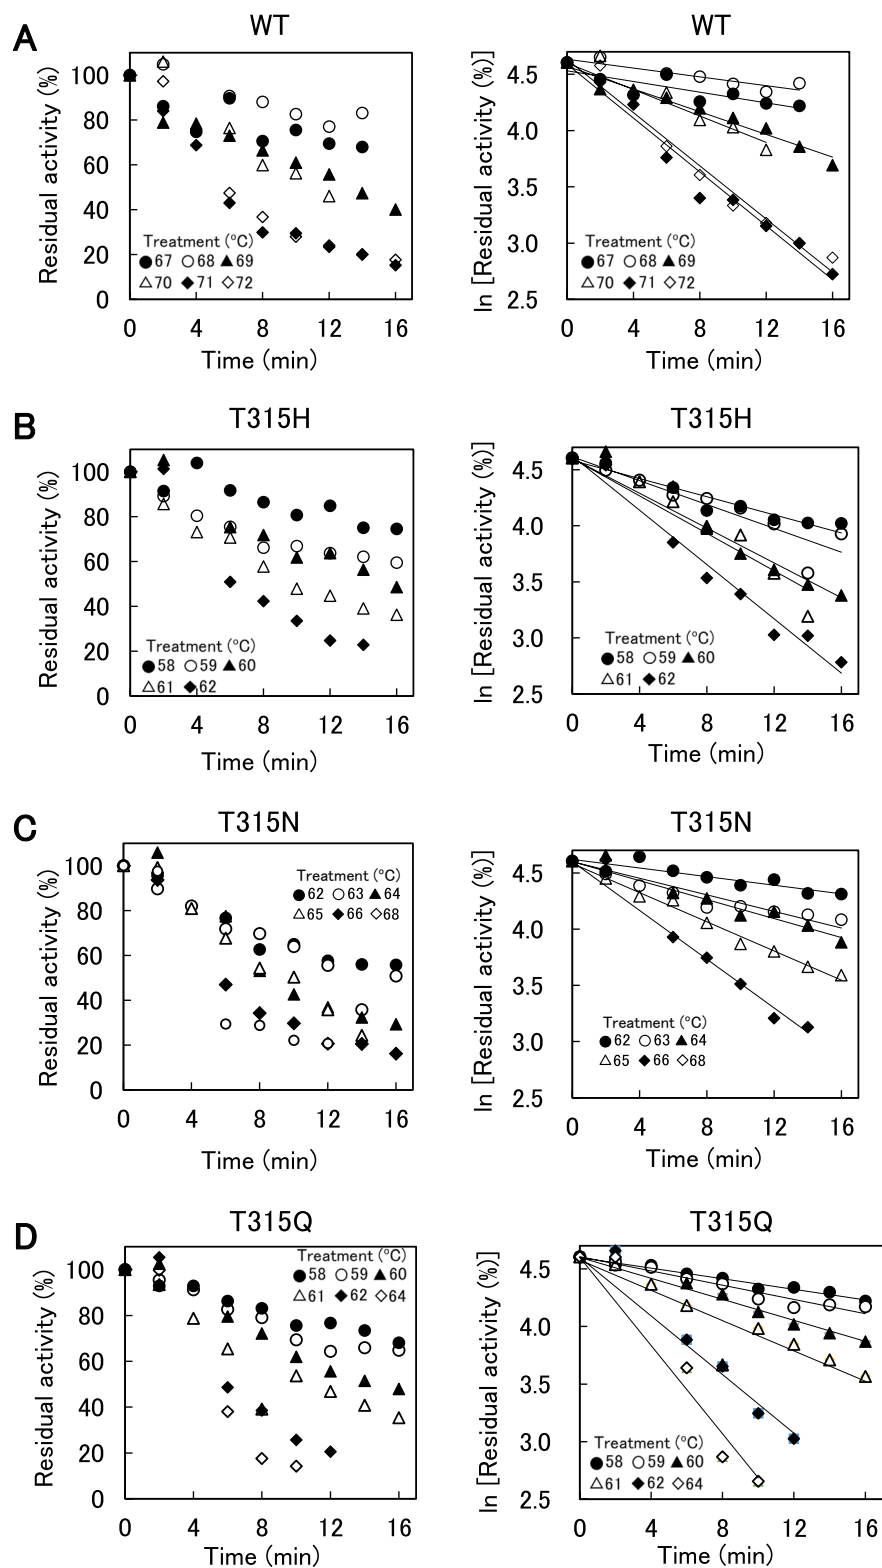 A
WT
WT
Residual activity (%)
100
80
60
40
20
0
Treatment (°C)
67 68 69
70 71 72
0 4 8 12 16
Time (min)
ln [Residual activity (%)]
4.5
4.0
3.5
3.0
2.5
Treatment (°C)
67 68 69
70 71 72
0 4 8 12 16
Time (min)
B
T315H
T315H
Residual activity (%)
100
80
60
40
20
0
Treatment (°C)
58 59 60
61 62
0 4 8 12 16
Time (min)
ln [Residual activity (%)]
4.5
4.0
3.5
3.0
2.5
Treatment (°C)
58 59 60
61 62
0 4 8 12 16
Time (min)
C
T315N
T315N
Residual activity (%)
100
80
60
40
20
0
Treatment (°C)
62 63 64
65 66 68
0 4 8 12 16
Time (min)
ln [Residual activity (%)]
4.5
4.0
3.5
3.0
2.5
Treatment (°C)
62 63 64
65 66 68
0 4 8 12 16
Time (min)
D
T315Q
T315Q
Residual activity (%)
100
80
60
40
20
0
Treatment (°C)
58 59 60
61 62 64
0 4 8 12 16
Time (min)
ln [Residual activity (%)]
4.5
4.0
3.5
3.0
2.5
Treatment (°C)
58 59 60
61 62 64
0 4 8 12 16
Time (min)